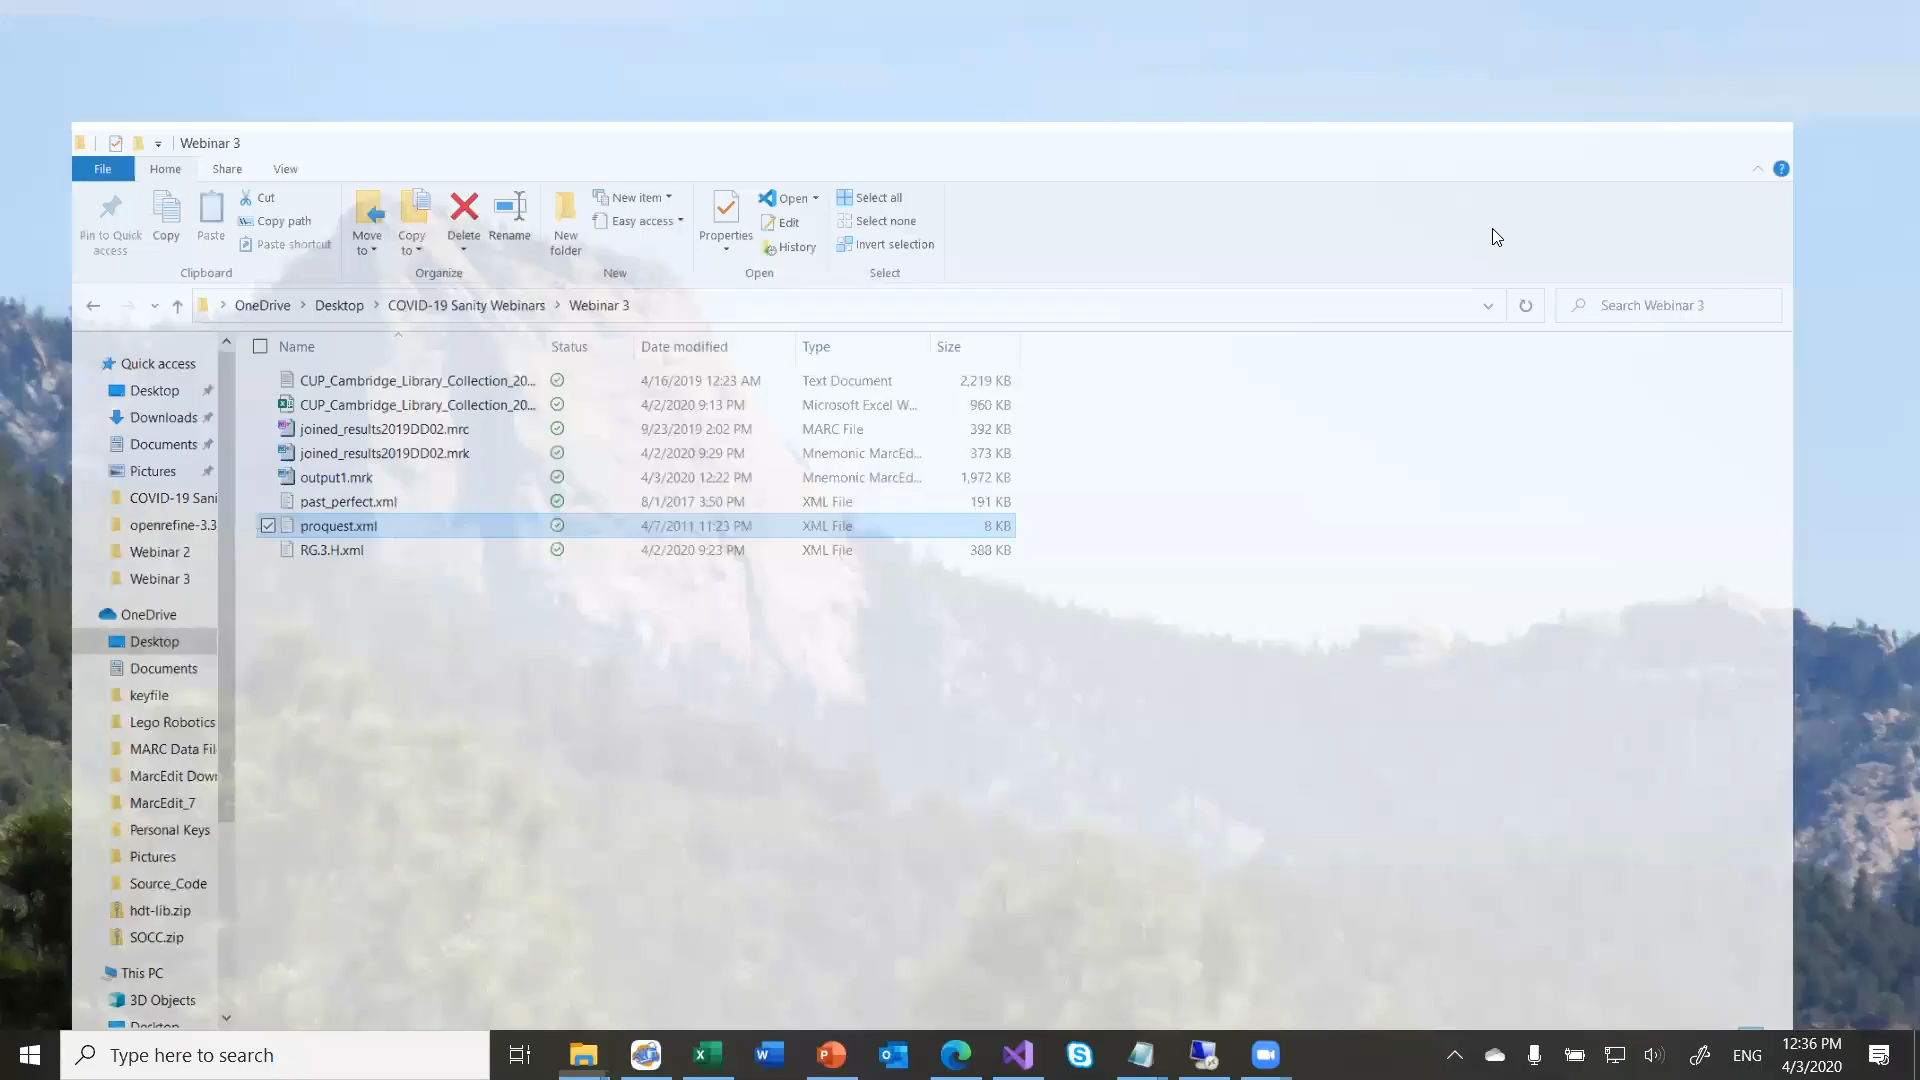 Webinar 3
File Home Share View
Pin to Quick access
Copy
Paste
Cut
Copy path
Paste shortcut
Clipboard
Move to
Copy to
Delete
Rename
Organize
New folder
New item
Easy access
New
Properties
Open
Edit
History
Open
Select all
Select none
Invert selection
Select
OneDrive Desktop COVID-19 Sanity Webinars Webinar 3
Search Webinar 3
Quick access
Desktop
Downloads
Documents
Pictures
COVID-19 Sani
openrefine-3.3
Webinar 2
Webinar 3
OneDrive
Desktop
Documents
keyfile
Lego Robotics
MARC Data Fil
MarcEdit Down
MarcEdit_7
Personal Keys
Pictures
Source_Code
hdt-lib.zip
SOCC.zip
This PC
3D Objects
Desktop
Name Status Date modified Type Size
CUP_Cambridge_Library_Collection_20... 4/16/2019 12:23 AM Text Document 2,219 KB
CUP_Cambridge_Library_Collection_20... 4/2/2020 9:13 PM Microsoft Excel W... 960 KB
joined_results2019DD02.mrc 9/23/2019 2:02 PM MARC File 392 KB
joined_results2019DD02.mrk 4/2/2020 9:29 PM Mnemonic MarcEd... 373 KB
output1.mrk 4/3/2020 12:22 PM Mnemonic MarcEd... 1,972 KB
past_perfect.xml 8/1/2017 3:50 PM XML File 191 KB
proquest.xml 4/7/2011 11:23 PM XML File 8 KB
RG.3.H.xml 4/2/2020 9:23 PM XML File 388 KB
Type here to search
ENG
12:36 PM
4/3/2020